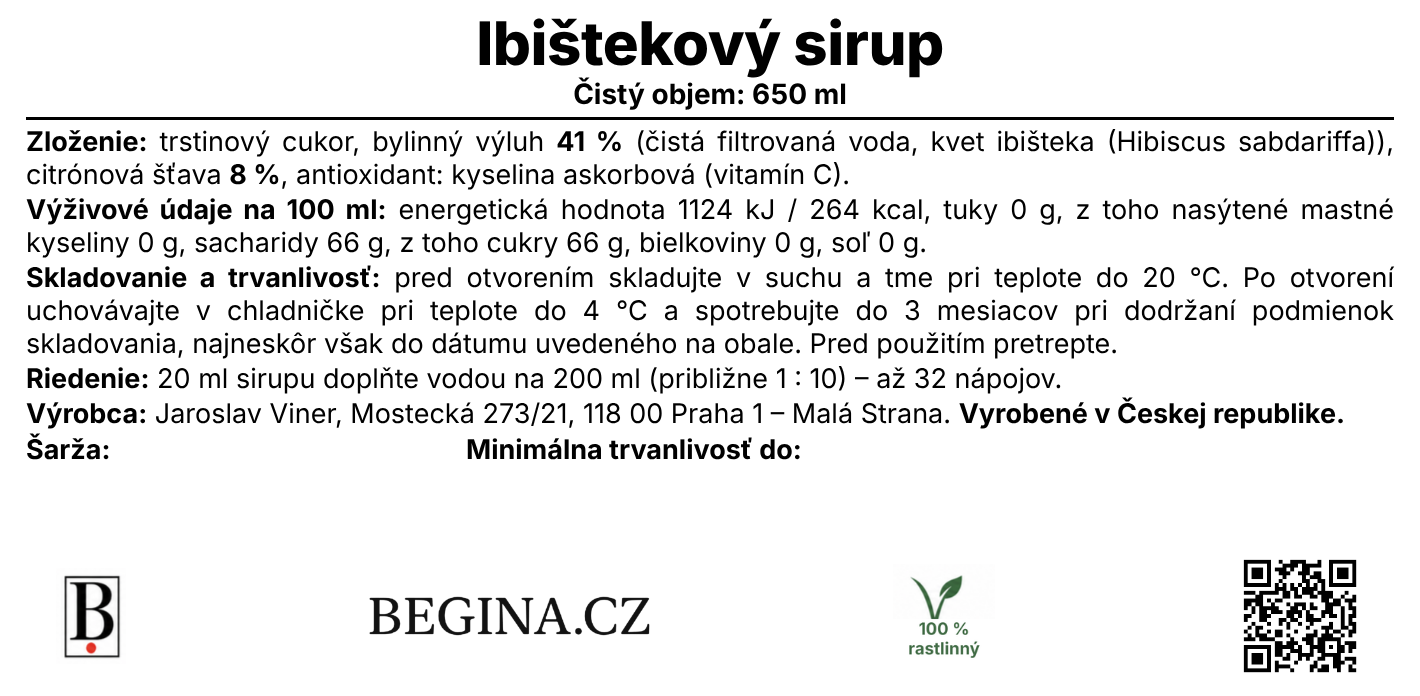 Ibištekový sirup
Čistý objem: 650 ml
Zloženie: trstinový cukor, bylinný výluh 41 % (čistá filtrovaná voda, kvet ibišteka (Hibiscus sabdariffa)),
citrónová šťava 8 %, antioxidant: kyselina askorbová (vitamín C).
Výživové údaje na 100 ml: energetická hodnota 1124 kJ / 264 kcal, tuky 0 g, z toho nasýtené mastné
kyseliny 0 g, sacharidy 66 g, z toho cukry 66 g, bielkoviny 0 g, soľ 0 g.
Skladovanie a trvanlivosť: pred otvorením skladujte v suchu a tme pri teplote do 20 °C. Po otvorení
uchovávajte v chladničke pri teplote do 4 °C a spotrebujte do 3 mesiacov pri dodržaní podmienok
skladovania, najneskôr však do dátumu uvedeného na obale. Pred použitím pretrepte.
Riedenie: 20 ml sirupu doplňte vodou na 200 ml (približne 1 : 10) – až 32 nápojov.
Výrobca: Jaroslav Viner, Mostecká 273/21, 118 00 Praha 1 – Malá Strana. Vyrobené v Českej republike.
Šarža: Minimálna trvanlivosť do:
B
BEGINA.CZ
100 %
rastlinný